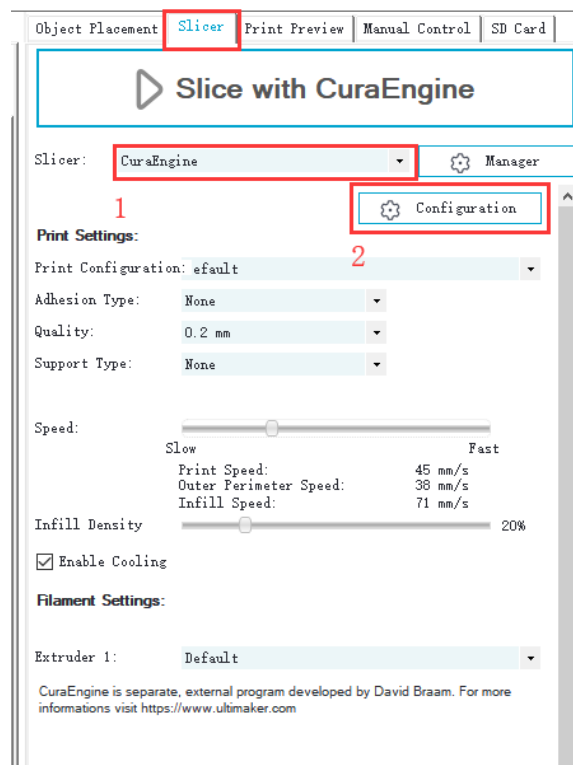 Object Placement Slicer Print Preview Manual Control SD Card
Slice with CuraEngine
Slicer: CuraEngine Manager
1
Configuration
2
Print Settings:
Print Configuration: efault
Adhesion Type: None
Quality: 0.2 mm
Support Type: None
Speed:
Slow Fast
Print Speed: 45 mm/s
Outer Perimeter Speed: 38 mm/s
Infill Speed: 71 mm/s
Infill Density 20%
Enable Cooling
Filament Settings:
Extruder 1: Default
CuraEngine is separate, external program developed by David Braam. For more
informations visit https://www.ultimaker.com